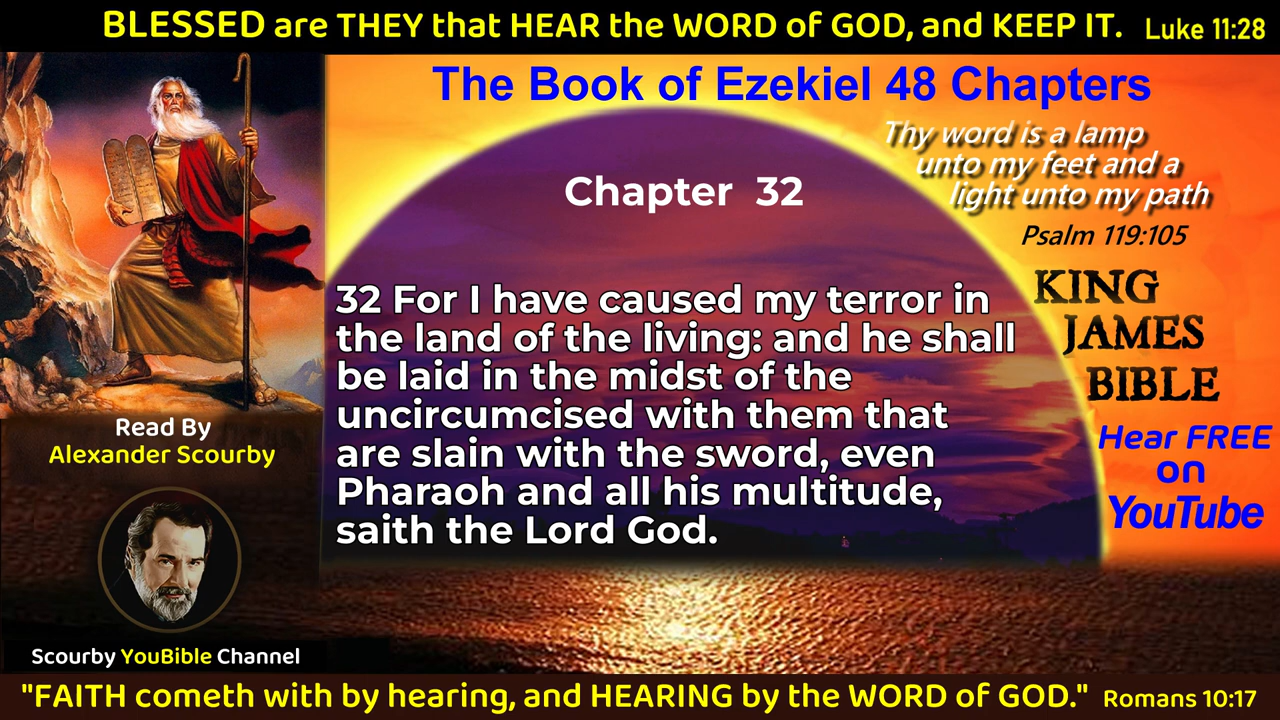 BLESSED are THEY that HEAR the WORD of GOD, and KEEP IT. Luke 11:28
The Book of Ezekiel 48 Chapters
Thy word is a lamp
unto my feet and a
light unto my path
Psalm 119:105
Chapter 32
32 For I have caused my terror in
the land of the living: and he shall
be laid in the midst of the
uncircumcised with them that
are slain with the sword, even
Pharaoh and all his multitude,
saith the Lord God.
KING
JAMES
BIBLE
Hear FREE
on
YouTube
Read By
Alexander Scourby
Scourby YouBible Channel
"FAITH cometh with by hearing, and HEARING by the WORD of GOD." Romans 10:17